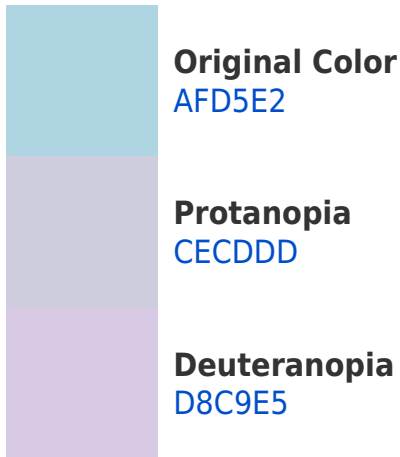 Original Color
AFD5E2
Protanopia
CECDDD
Deuteranopia
D8C9E5